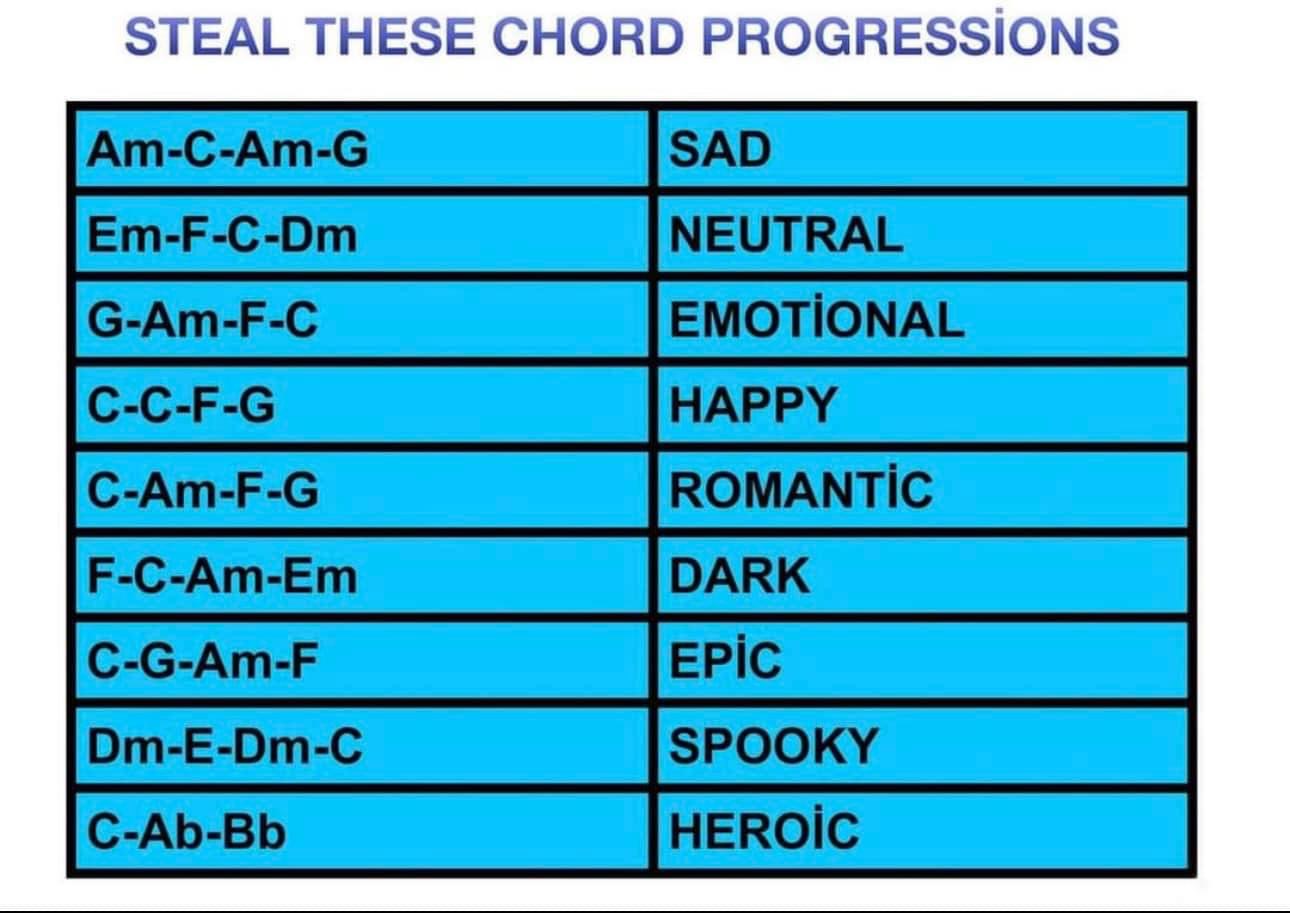 STEAL THESE CHORD PROGRESSİONS
Am-C-Am-G SAD
Em-F-C-Dm NEUTRAL
G-Am-F-C EMOTİONAL
C-C-F-G HAPPY
C-Am-F-G ROMANTİC
F-C-Am-Em DARK
C-G-Am-F EPİC
Dm-E-Dm-C SPOOKY
C-Ab-Bb HEROİC